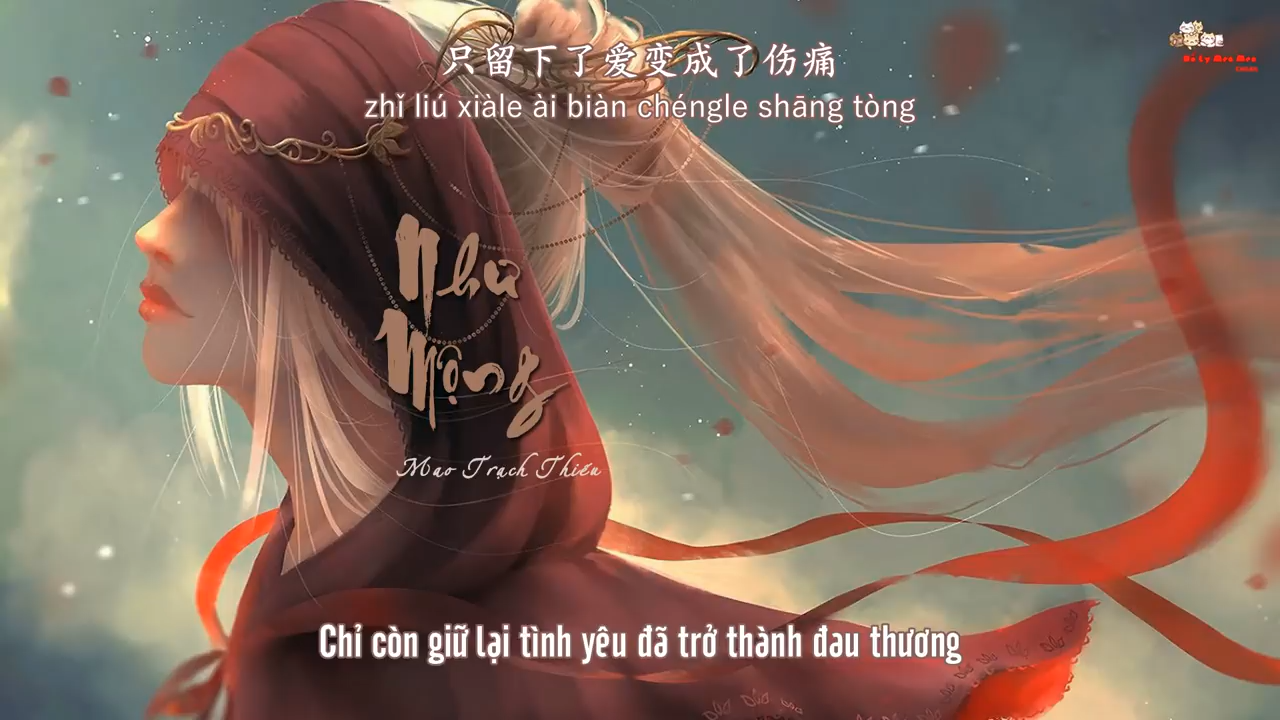 只留下了爱变成了伤痛
zhǐ liú xiàle ài biàn chéngle shāng tòng
Như
Mộng
Mao Trạch Thiếu
Chỉ còn giữ lại tình yêu đã trở thành đau thương